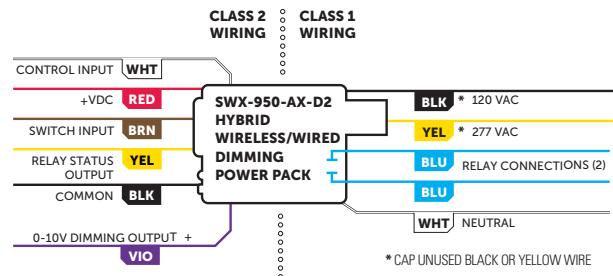 CLASS 2 WIRING
CLASS 1 WIRING
CONTROL INPUT WHT
+VDC RED
SWITCH INPUT BRN
RELAY STATUS OUTPUT YEL
COMMON BLK
0-10V DIMMING OUTPUT +
VIO
SWX-950-AX-D2
HYBRID
WIRELESS/WIRED
DIMMING
POWER PACK
BLK * 120 VAC
YEL * 277 VAC
BLU RELAY CONNECTIONS (2)
BLU
WHT NEUTRAL
* CAP UNUSED BLACK OR YELLOW WIRE